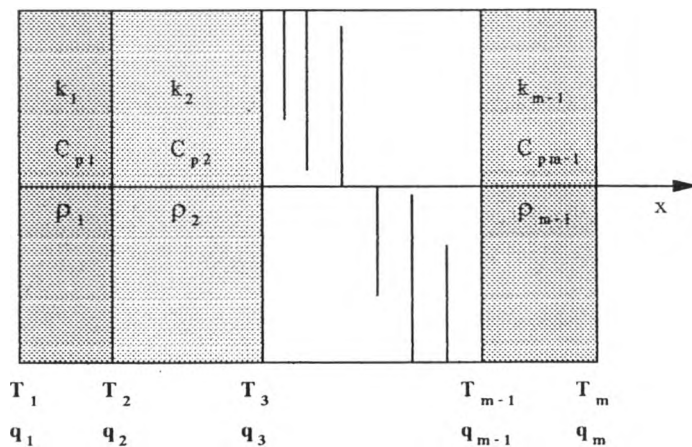 k₁ k₂ kₘ₋₁
Cₚ₁ Cₚ₂ Cₚₘ₋₁
ρ₁ ρ₂ ρₘ₋₁
x
T₁ T₂ T₃ Tₘ₋₁ Tₘ
q₁ q₂ q₃ qₘ₋₁ qₘ